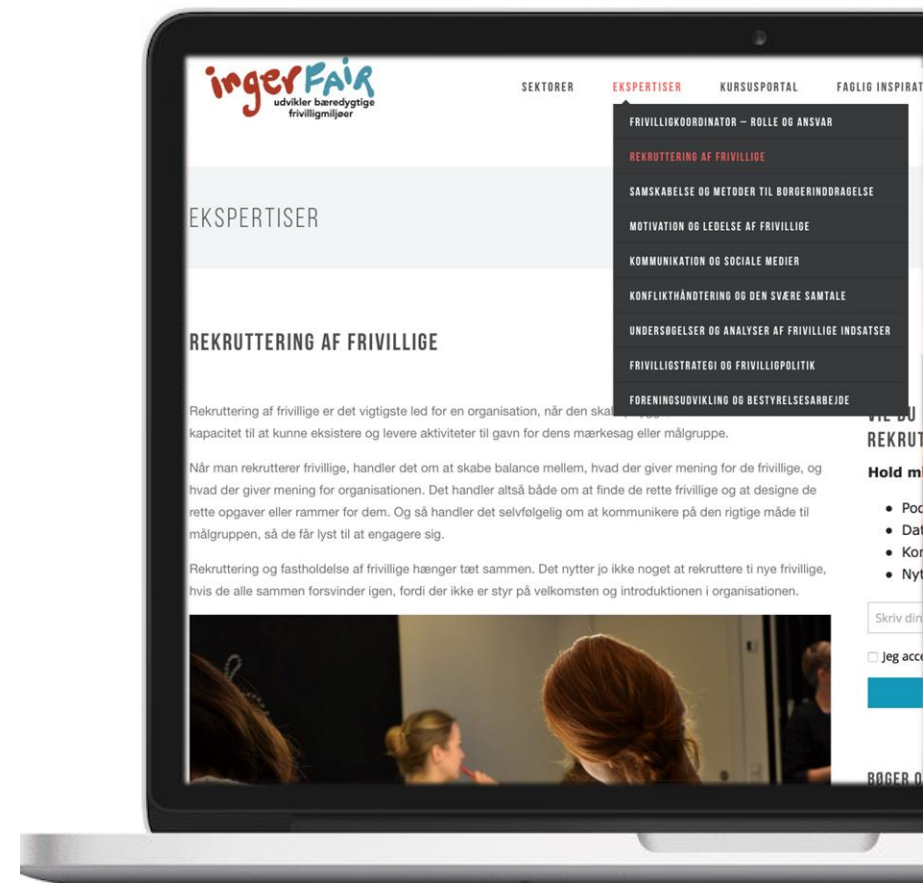 ingerFAIR
udvikler bæredygtige
frivilligmiljøer
SEKTORER EKSPERTISER KURSUSPORTAL FAGLIG INSPIRAT
FRIVILLIGKOORDINATOR – ROLLE OG ANSVAR
REKRUTTERING AF FRIVILLIGE
SAMSKABELSE OG METODER TIL BORGERINDDRAGELSE
MOTIVATION OG LEDELSE AF FRIVILLIGE
KOMMUNIKATION OG SOCIALE MEDIER
KONFLIKTHÅNDTERING OG DEN SVÆRE SAMTALE
UNDERSØGELSER OG ANALYSER AF FRIVILLIGE INDSATSER
FRIVILLIGSTRATEGI OG FRIVILLIGPOLITIK
FORENINGSUDVIKLING OG BESTYRELSESARBEJDE
EKSPERTISER
REKRUTTERING AF FRIVILLIGE
Rekruttering af frivillige er det vigtigste led for en organisation, når den
kapacitet til at kunne eksistere og levere aktiviteter til gavn for dens mærkesag eller målgruppe.
Når man rekrutterer frivillige, handler det om at skabe balance mellem, hvad der giver mening for de frivillige, og
hvad der giver mening for organisationen. Det handler altså både om at finde de rette frivillige og at designe de
rette opgaver eller rammer for dem. Og så handler det selvfølgelig om at kommunikere på den rigtige måde til
målgruppen, så de får lyst til at engagere sig.
Rekruttering og fastholdelse af frivillige hænger tæt sammen. Det nytter jo ikke noget at rekruttere ti nye frivillige,
hvis de alle sammen forsvinder igen, fordi der ikke er styr på velkomsten og introduktionen i organisationen.
VIL DU
REKRUT
Hold mi
• Pod
• Dat
• Kon
• Nyt
Skriv din
Jeg acce
BØGER O